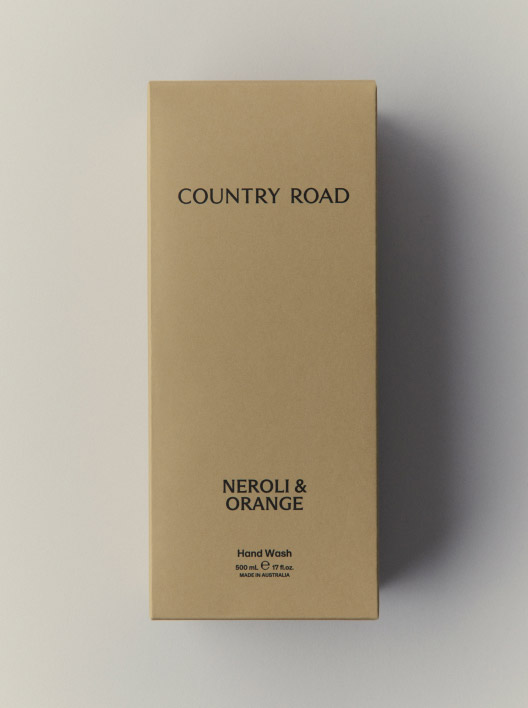 COUNTRY ROAD
NEROLI &
ORANGE
Hand Wash
500 mL ℮ 17 fl.oz.
MADE IN AUSTRALIA